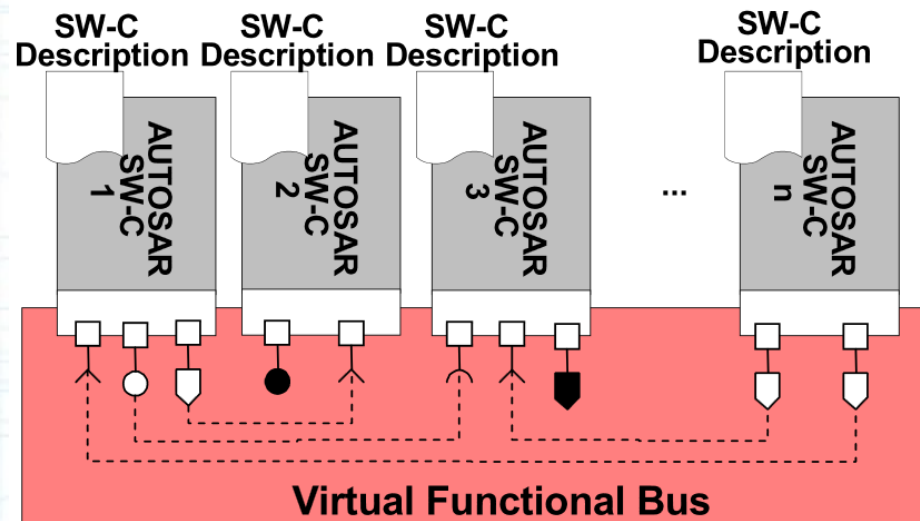 SW-C
Description
SW-C
Description
SW-C
Description
SW-C
Description
AUTOSAR
SW-C
1
AUTOSAR
SW-C
2
AUTOSAR
SW-C
3
...
AUTOSAR
SW-C
n
Virtual Functional Bus